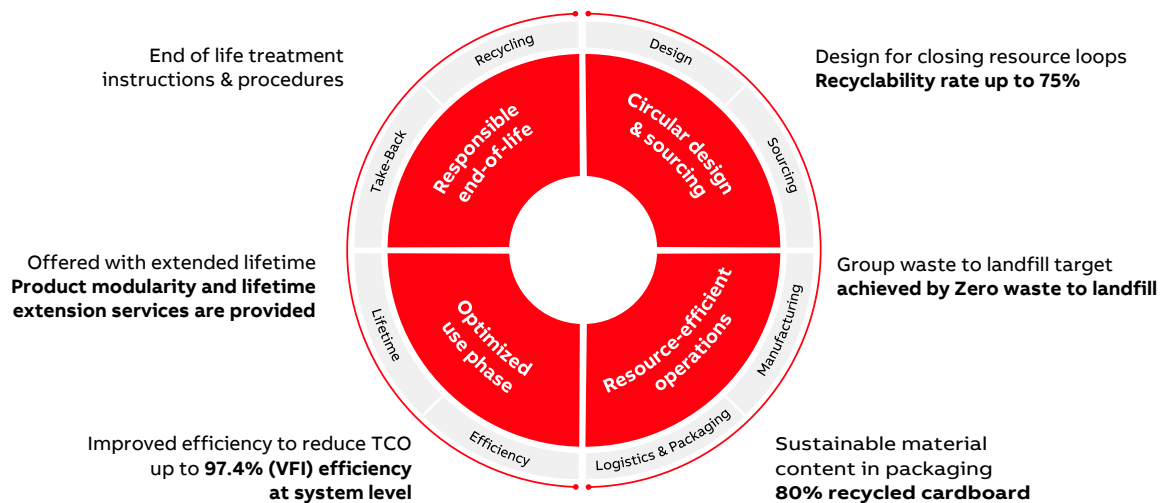 End of life treatment
instructions & procedures
Recycling
Design
Design for closing resource loops
Recyclability rate up to 75%
Take-Back
Responsible
end-of-life
Circular design
& sourcing
Sourcing
Offered with extended lifetime
Product modularity and lifetime
extension services are provided
Group waste to landfill target
achieved by Zero waste to landfill
Lifetime
Optimized
use phase
Resource-efficient
operations
Manufacturing
Efficiency
Logistics & Packaging
Improved efficiency to reduce TCO
up to 97.4% (VFI) efficiency
at system level
Sustainable material
content in packaging
80% recycled cardboard